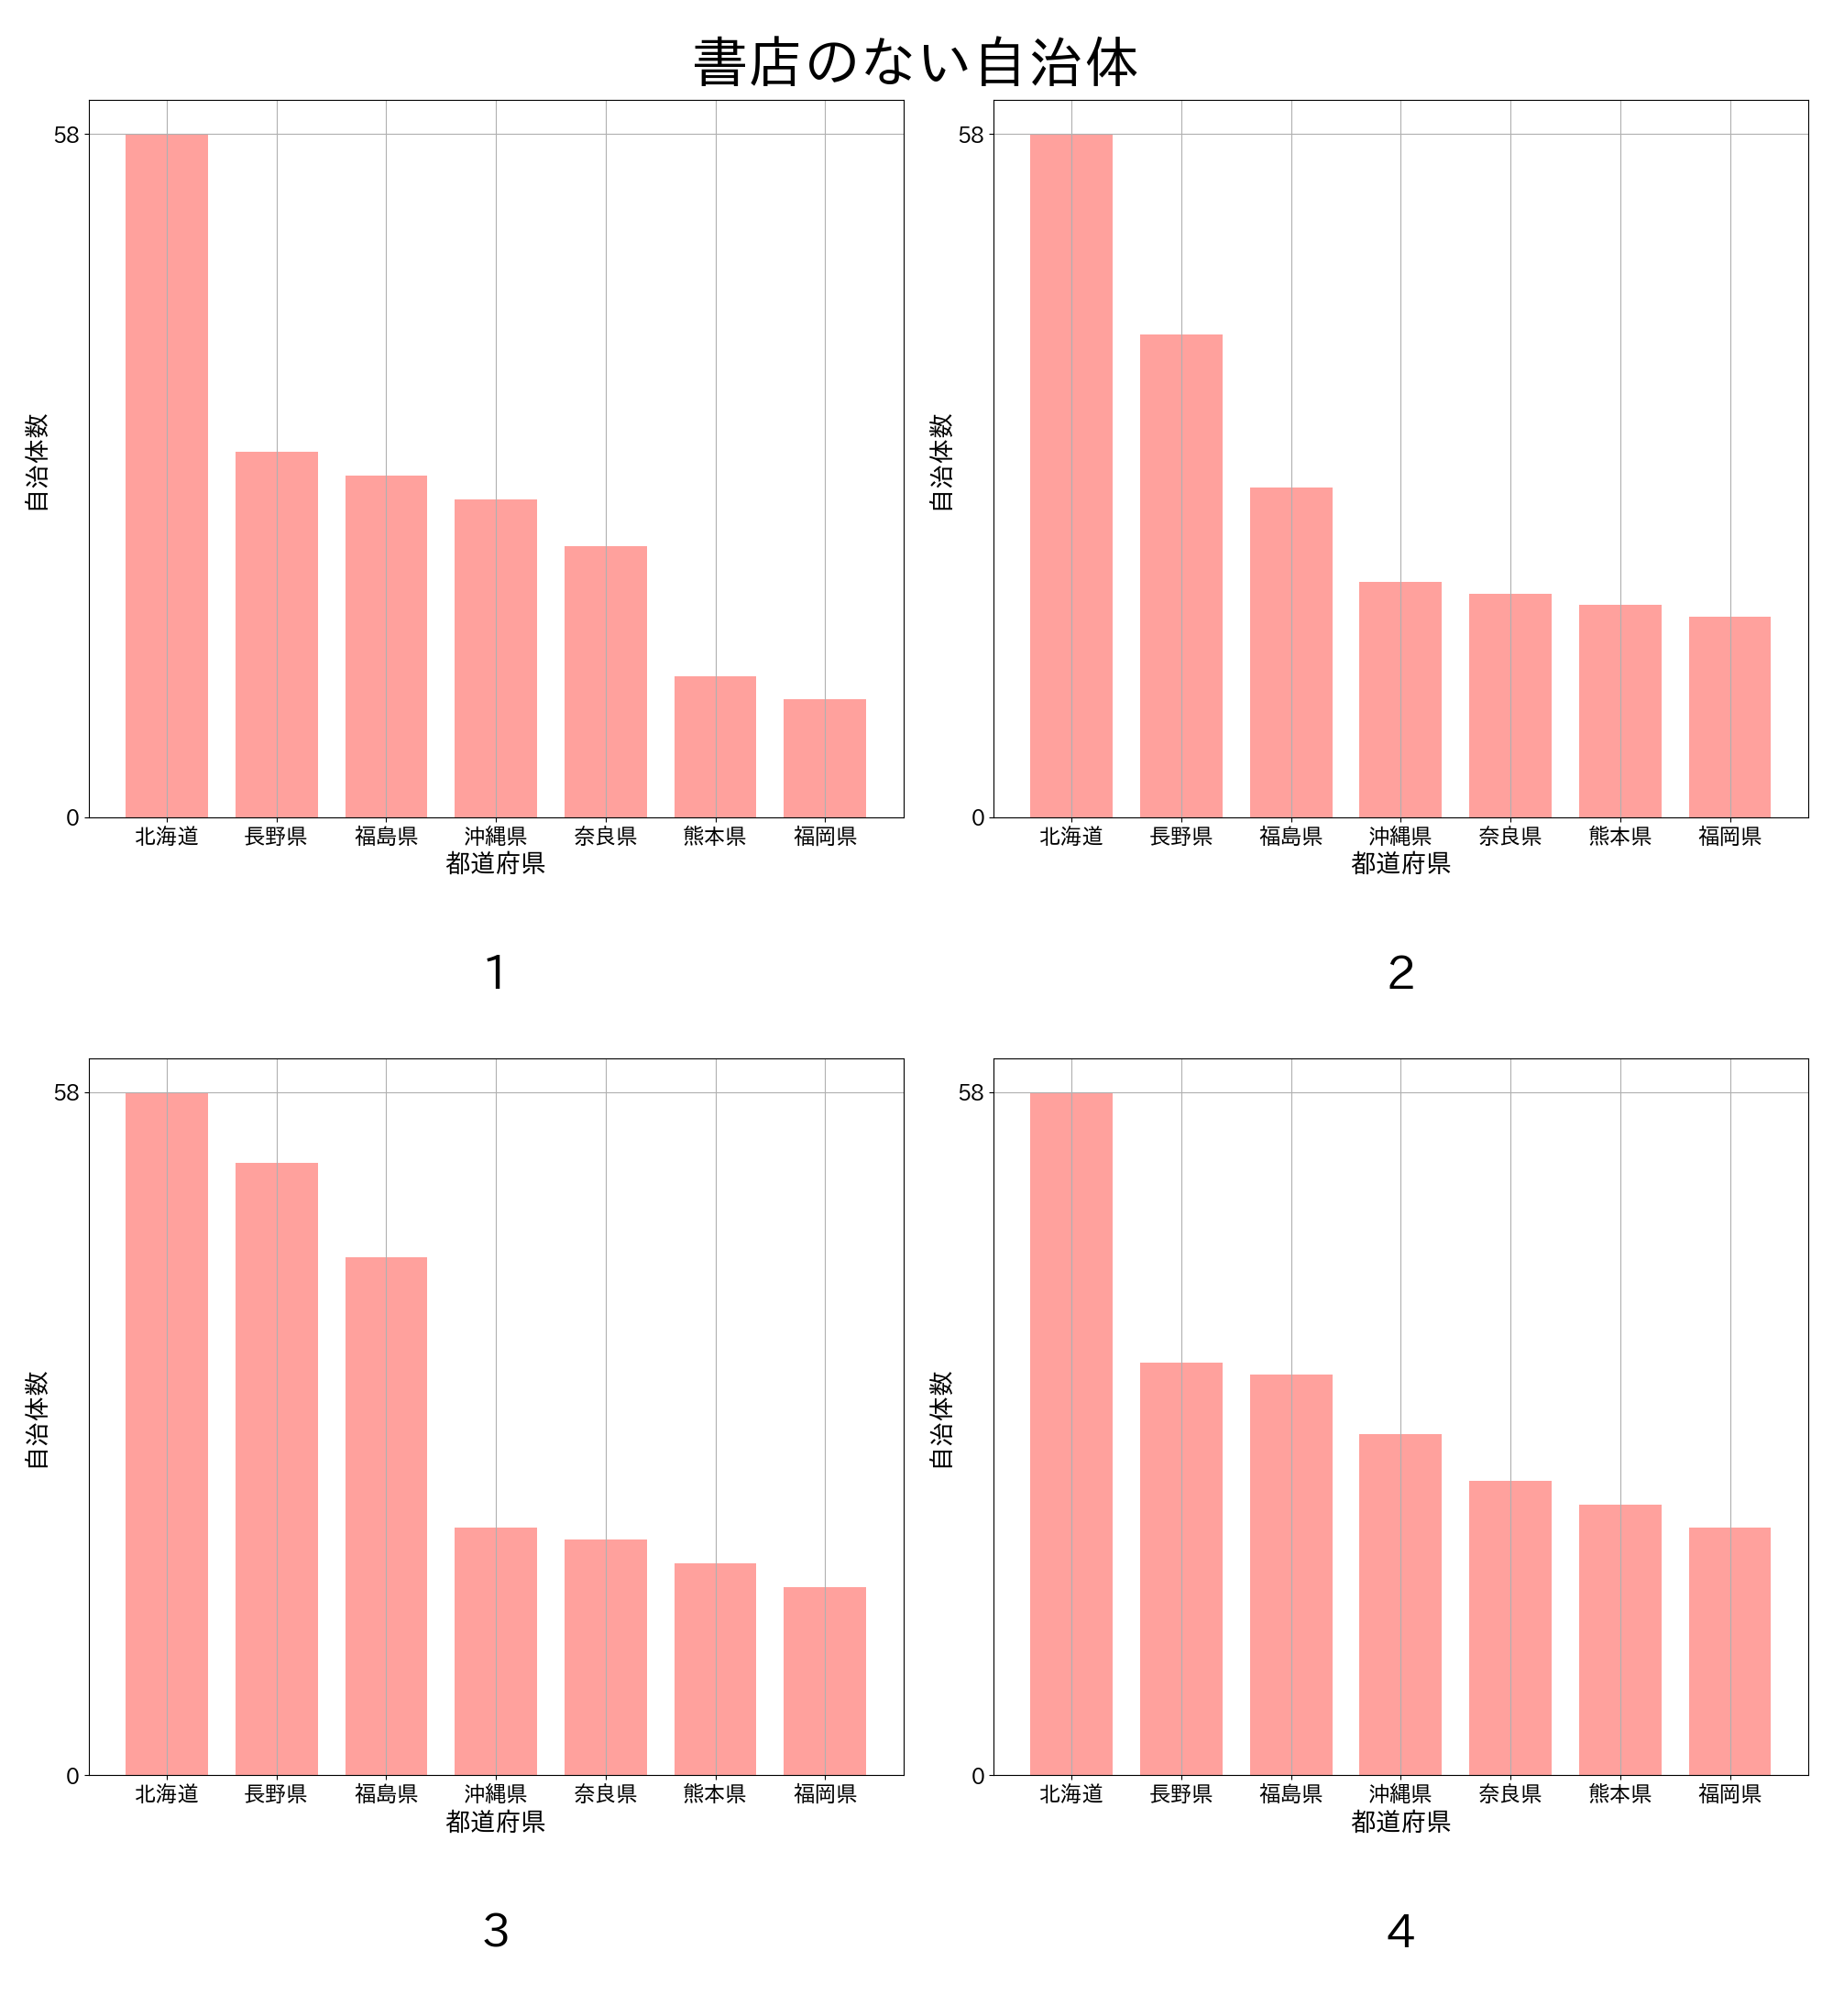 書店のない自治体
58
0
自治体数
北海道 長野県 福島県 沖縄県 奈良県 熊本県 福岡県
都道府県
1
58
0
自治体数
北海道 長野県 福島県 沖縄県 奈良県 熊本県 福岡県
都道府県
2
58
0
自治体数
北海道 長野県 福島県 沖縄県 奈良県 熊本県 福岡県
都道府県
3
58
0
自治体数
北海道 長野県 福島県 沖縄県 奈良県 熊本県 福岡県
都道府県
4